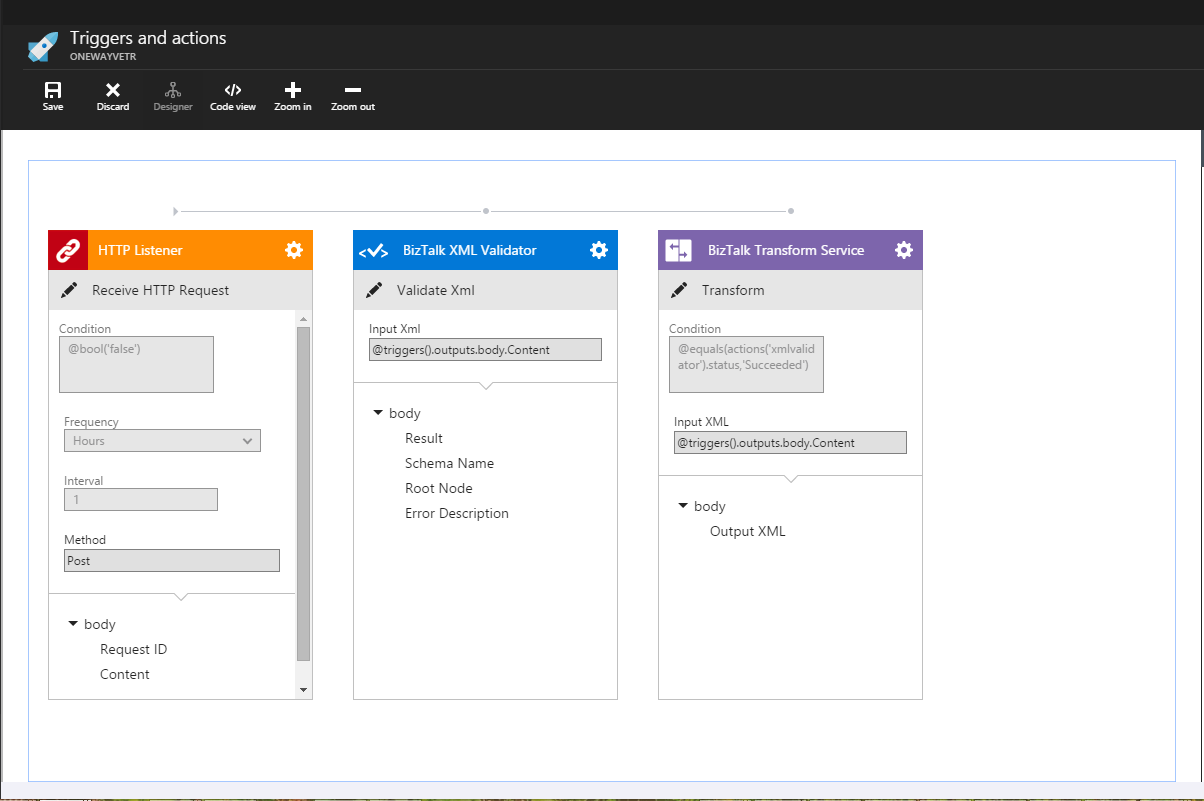 Triggers and actions
ONEWAYVETR
Save
Discard
Designer
Code view
Zoom in
Zoom out
HTTP Listener
Receive HTTP Request
Condition
@bool('false')
Frequency
Hours
Interval
1
Method
Post
body
Request ID
Content
BizTalk XML Validator
Validate Xml
Input Xml
@triggers().outputs.body.Content
body
Result
Schema Name
Root Node
Error Description
BizTalk Transform Service
Transform
Condition
@equals(actions('xmlvalid
ator').status,'Succeeded')
Input XML
@triggers().outputs.body.Content
body
Output XML